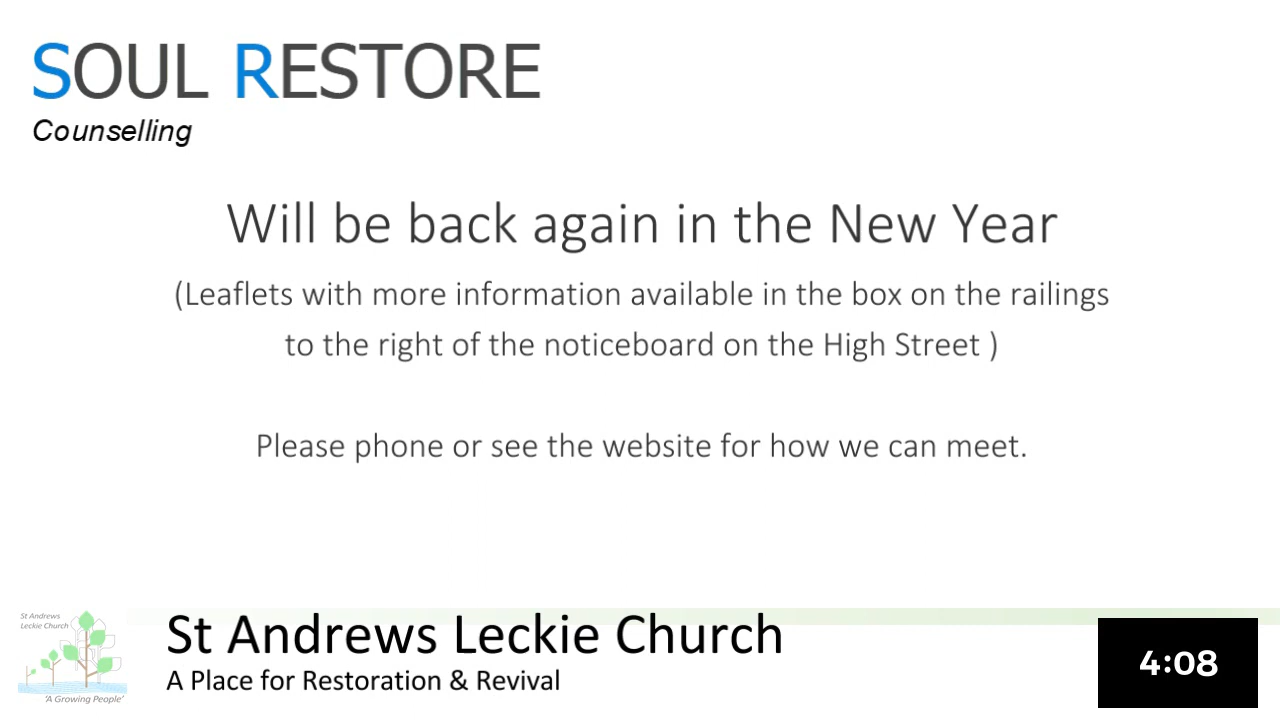 SOUL RESTORE
Counselling
Will be back again in the New Year
(Leaflets with more information available in the box on the railings
to the right of the noticeboard on the High Street )
Please phone or see the website for how we can meet.
St Andrews
Leckie Church
'A Growing People'
St Andrews Leckie Church
A Place for Restoration & Revival
4:08